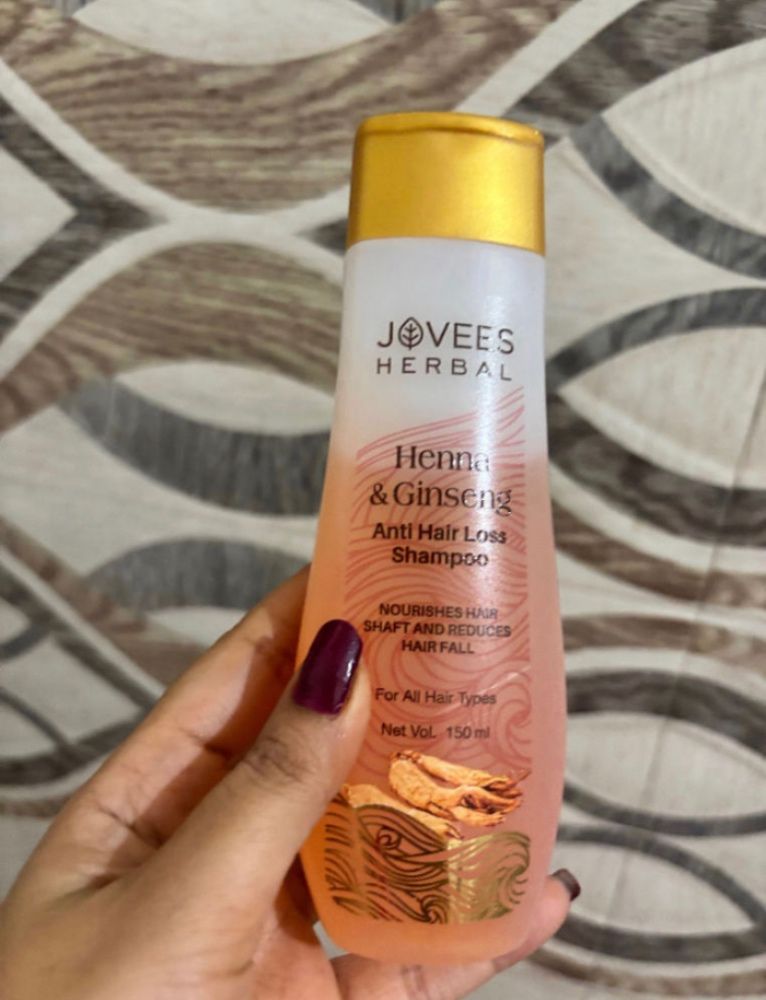 JOVEES
HERBAL
Henna
& Ginseng
Anti Hair Loss
Shampoo
NOURISHES HAIR
SHAFT AND REDUCES
HAIR FALL
For All Hair Types
Net Vol. 150 ml